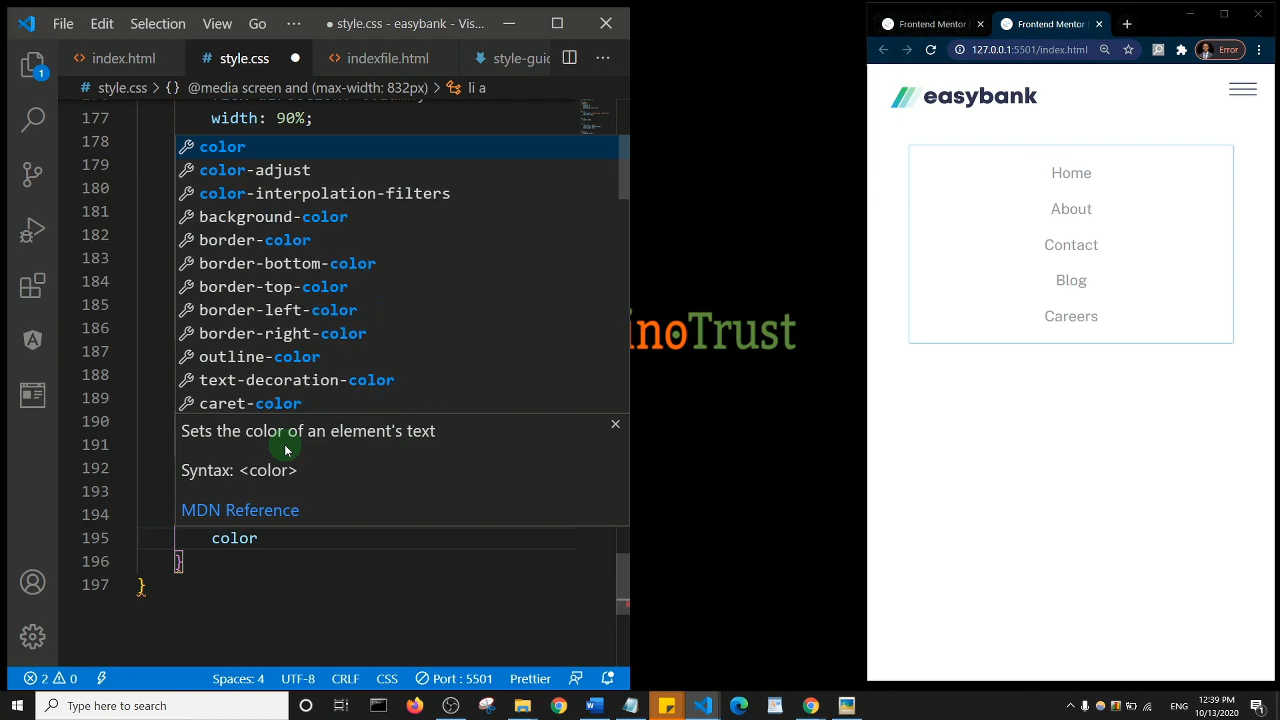 File Edit Selection View Go ··· ● style.css - easybank - Visi...
index.html
style.css
indexfile.html
style-guid
# style.css > {} @media screen and (max-width: 832px) > li a
177 width: 90%;
178 color
179 color-adjust
180 color-interpolation-filters
181 background-color
182 border-color
183 border-bottom-color
184 border-top-color
185 border-left-color
186 border-right-color
187 outline-color
188 text-decoration-color
189 caret-color
190 Sets the color of an element's text
191
192 Syntax: <color>
193
194 MDN Reference
195 color
196 }
197 }
1
2 0 Spaces: 4 UTF-8 CRLF CSS Port : 5501 Prettier
inoTrust
Frontend Mentor
Frontend Mentor
127.0.0.1:5501/index.html
Error
easybank
Home
About
Contact
Blog
Careers
Type here to search
ENG
12:39 PM
10/13/2020
1